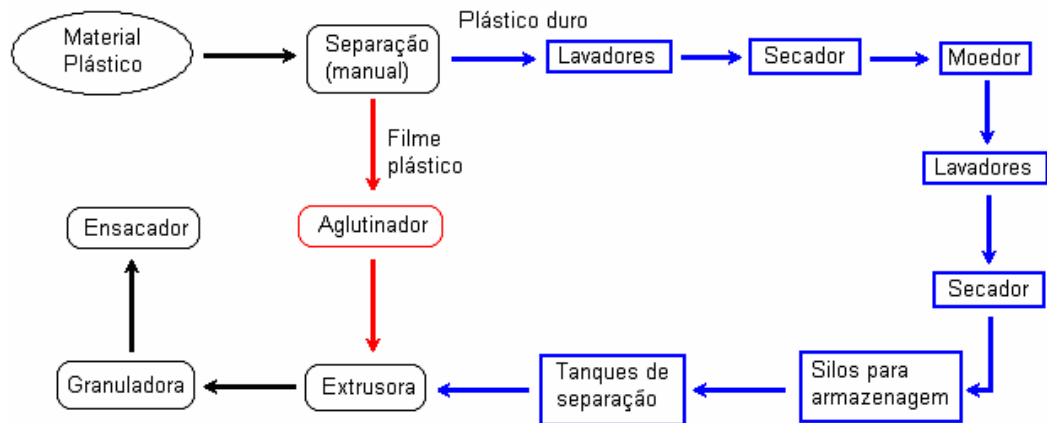 Material
Plástico
Separação
(manual)
Plástico duro
Lavadores
Secador
Moedor
Filme
plástico
Lavadores
Ensacador
Aglutinador
Secador
Granuladora
Extrusora
Tanques de
separação
Silos para
armazenagem